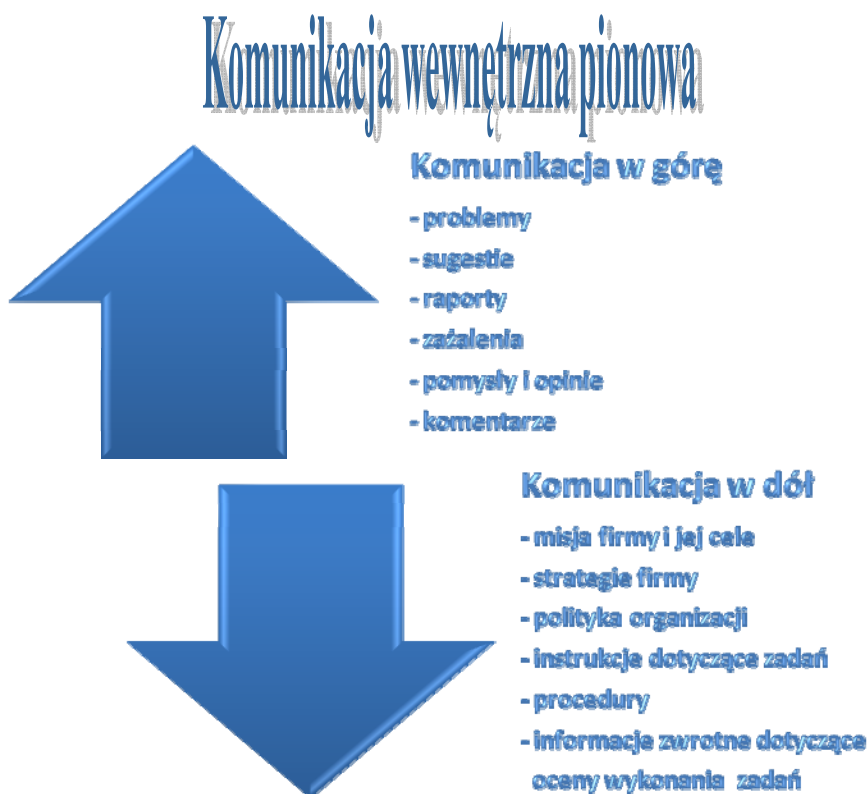 Komunikacja wewnętrzna pionowa
Komunikacja w górę
- problemy
- sugestie
- raporty
- zażalenia
- pomysły i opinie
- komentarze
Komunikacja w dół
- misja firmy i jej cele
- strategie firmy
- polityka organizacji
- instrukcje dotyczące zadań
- procedury
- informacje zwrotne dotyczące
oceny wykonania zadań